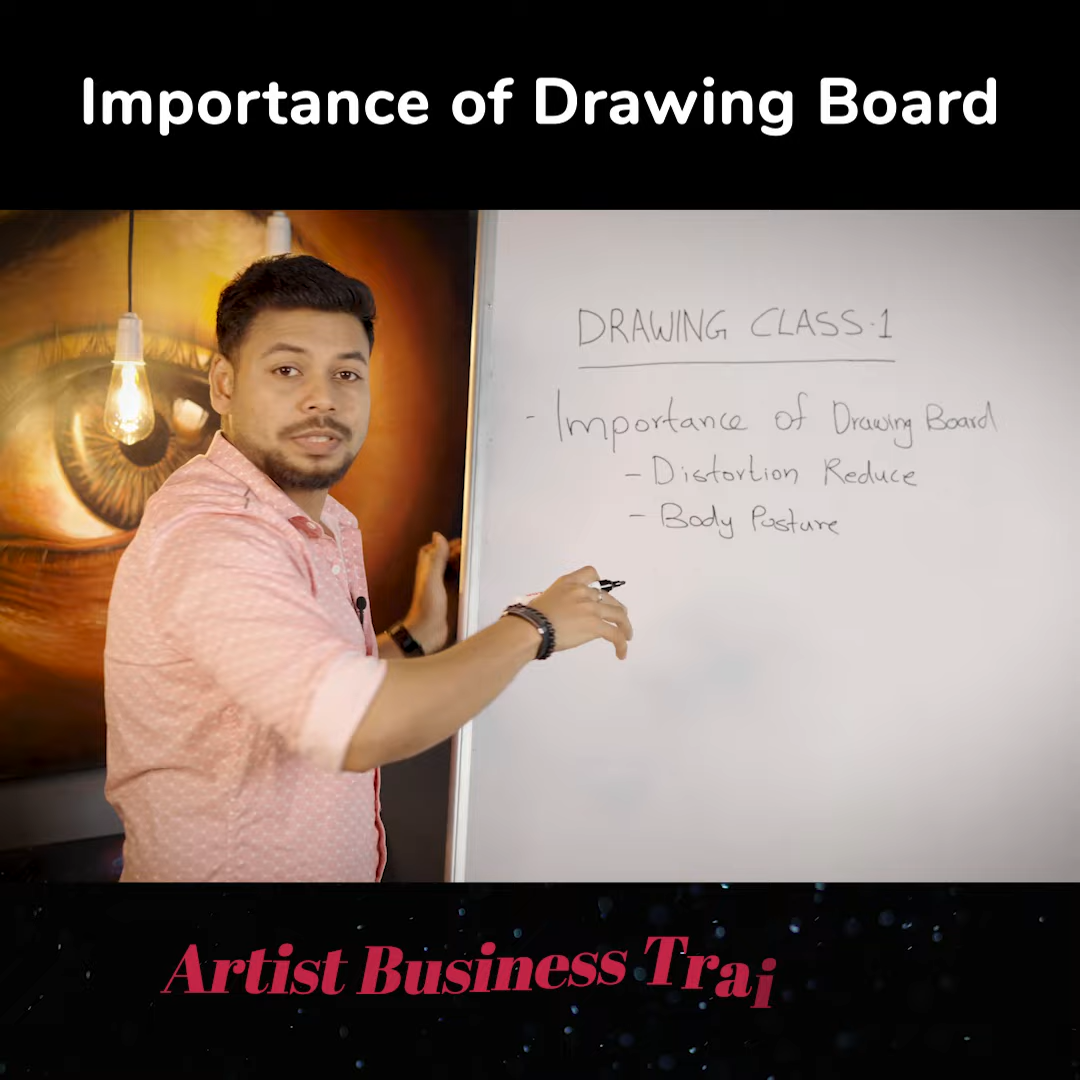 Importance of Drawing Board
DRAWING CLASS-1
- Importance of Drawing Board
- Distortion Reduce
- Body Posture
Artist Business Trai